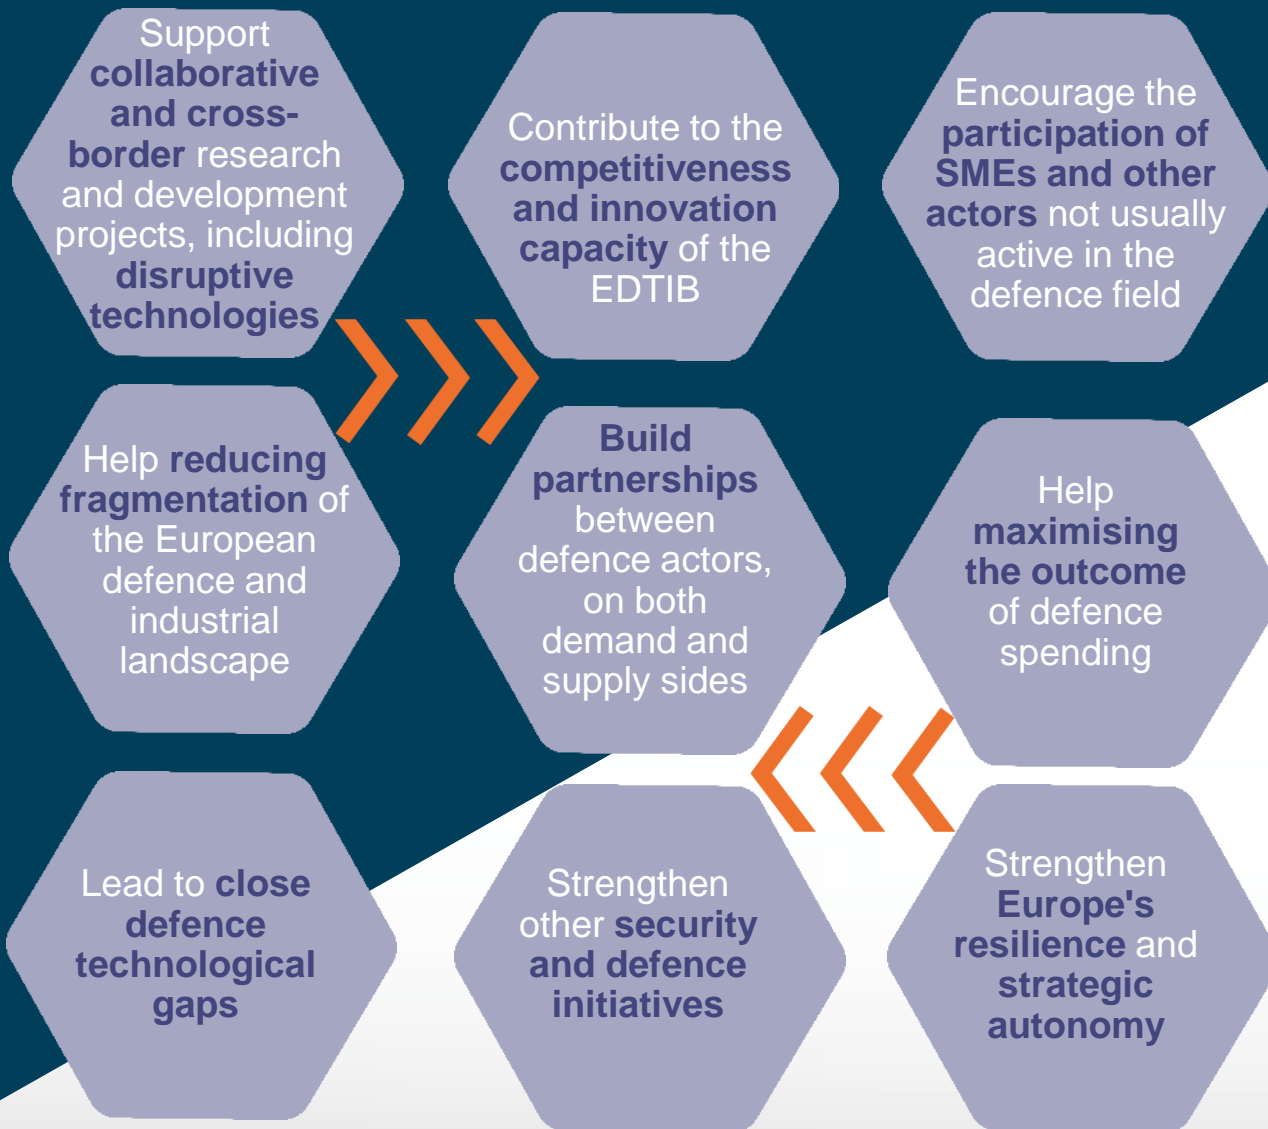 Support
collaborative
and cross-
border research
and development
projects, including
disruptive
technologies
Contribute to the
competitiveness
and innovation
capacity of the
EDTIB
Encourage the
participation of
SMEs and other
actors not usually
active in the
defence field
Help reducing
fragmentation of
the European
defence and
industrial
landscape
Build
partnerships
between
defence actors,
on both
demand and
supply sides
Help
maximising
the outcome
of defence
spending
Lead to close
defence
technological
gaps
Strengthen
other security
and defence
initiatives
Strengthen
Europe's
resilience and
strategic
autonomy